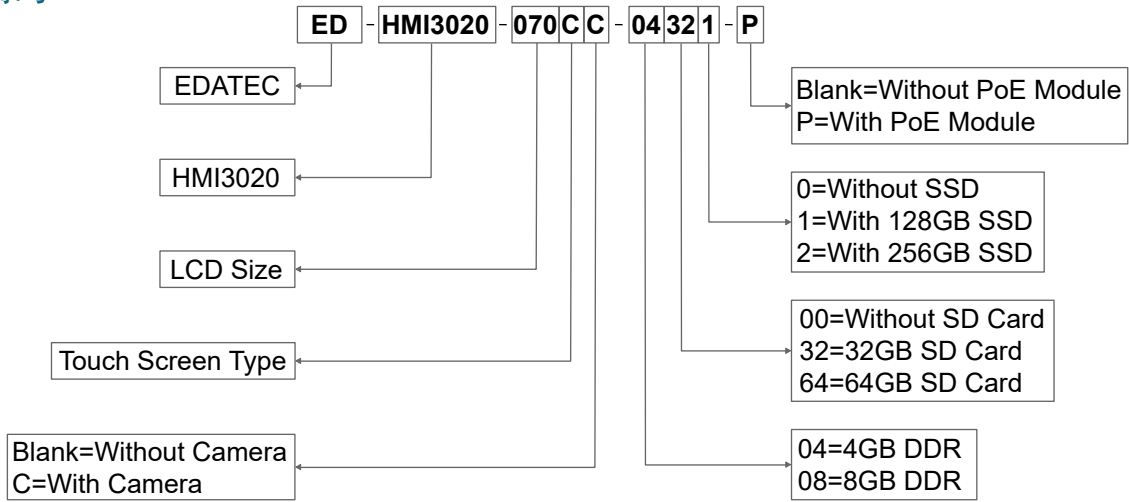 ED - HMI3020 - 070 C C - 04 32 1 - P
EDATEC
HMI3020
LCD Size
Touch Screen Type
Blank=Without Camera
C=With Camera
Blank=Without PoE Module
P=With PoE Module
0=Without SSD
1=With 128GB SSD
2=With 256GB SSD
00=Without SD Card
32=32GB SD Card
64=64GB SD Card
04=4GB DDR
08=8GB DDR